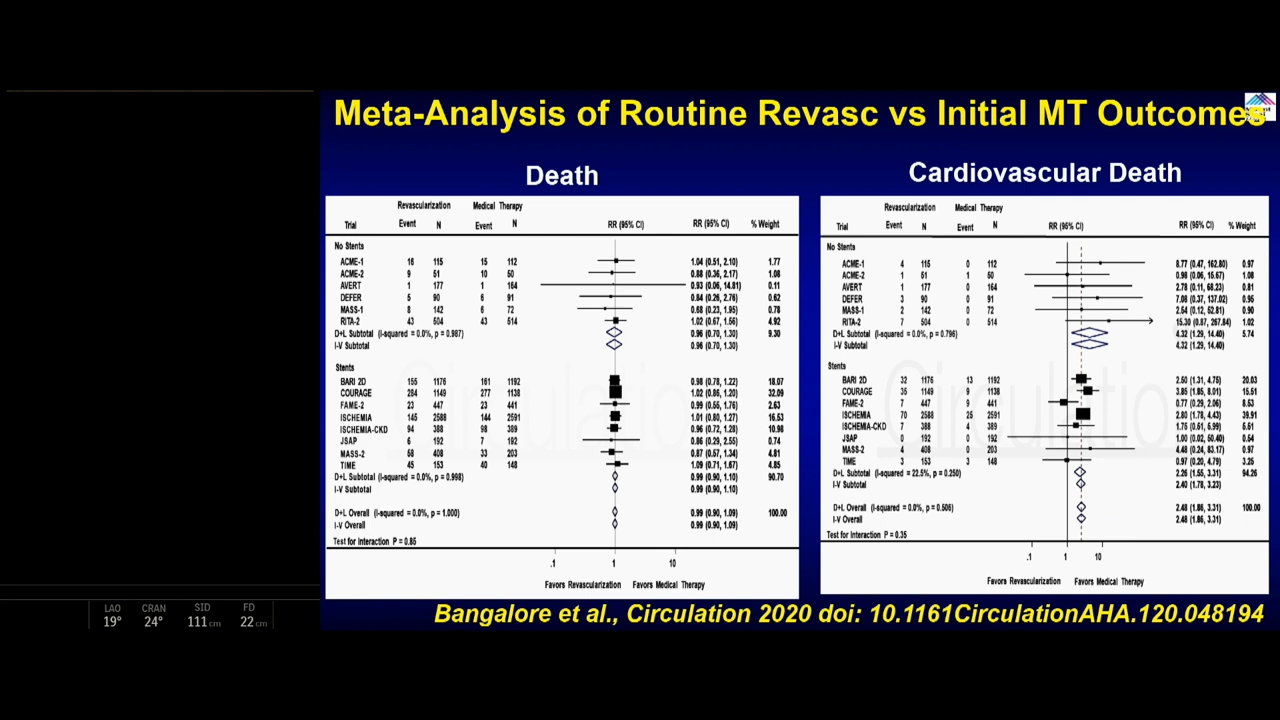 Meta-Analysis of Routine Revasc vs Initial MT Outcomes
Death
Revascularization Medical Therapy
Trial Event N Event N RR (95% CI) RR (95% CI) % Weight
No Stents
ACME-1 16 115 15 112 1.04 (0.51, 2.10) 1.77
ACME-2 9 51 10 50 0.88 (0.36, 2.17) 1.08
AVERT 1 177 1 164 0.93 (0.06, 14.81) 0.11
DEFER 5 90 6 91 0.84 (0.26, 2.76) 0.62
MASS-1 8 142 6 72 0.68 (0.23, 1.95) 0.78
RITA-2 43 504 43 514 1.02 (0.67, 1.56) 4.92
D+L Subtotal (I-squared = 0.0%, p = 0.987) 0.96 (0.70, 1.30) 9.30
I-V Subtotal 0.96 (0.70, 1.30)
Stents
BARI 2D 155 1176 161 1192 0.98 (0.78, 1.22) 18.07
COURAGE 284 1149 277 1138 1.02 (0.86, 1.20) 32.09
FAME-2 23 447 23 441 0.99 (0.55, 1.76) 2.63
ISCHEMIA 145 2588 144 2591 1.01 (0.80, 1.27) 16.53
ISCHEMIA-CKD 94 388 98 389 0.96 (0.72, 1.28) 10.98
JSAP 6 192 7 192 0.86 (0.29, 2.55) 0.74
MASS-2 58 408 33 203 0.87 (0.57, 1.34) 4.81
TIME 45 153 40 148 1.09 (0.71, 1.67) 4.85
D+L Subtotal (I-squared = 0.0%, p = 0.998) 0.99 (0.90, 1.10) 90.70
I-V Subtotal 0.99 (0.90, 1.10)
D+L Overall (I-squared = 0.0%, p = 1.000) 0.99 (0.90, 1.09) 100.00
I-V Overall 0.99 (0.90, 1.09)
Test for Interaction P = 0.85
.1 1 10
Favors Revascularization Favors Medical Therapy
Cardiovascular Death
Revascularization Medical Therapy
Trial Event N Event N RR (95% CI) RR (95% CI) % Weight
No Stents
ACME-1 4 115 0 112 8.77 (0.47, 162.80) 0.97
ACME-2 1 51 1 50 0.98 (0.06, 15.67) 1.08
AVERT 1 177 0 164 2.78 (0.11, 68.23) 0.81
DEFER 3 90 0 91 7.08 (0.37, 137.02) 0.95
MASS-1 2 142 0 72 2.54 (0.12, 52.81) 0.90
RITA-2 7 504 0 514 15.30 (0.87, 267.84) 1.02
D+L Subtotal (I-squared = 0.0%, p = 0.796) 4.32 (1.29, 14.40) 5.74
I-V Subtotal 4.32 (1.29, 14.40)
Stents
BARI 2D 32 1176 13 1192 2.50 (1.31, 4.75) 20.03
COURAGE 35 1149 9 1138 3.85 (1.85, 8.01) 15.51
FAME-2 7 447 9 441 0.77 (0.29, 2.06) 8.63
ISCHEMIA 70 2588 25 2591 2.80 (1.78, 4.43) 39.91
ISCHEMIA-CKD 7 388 4 389 1.75 (0.51, 5.99) 5.61
JSAP 0 192 0 192 1.00 (0.02, 50.40) 0.54
MASS-2 4 408 0 203 4.48 (0.24, 83.17) 0.97
TIME 3 153 3 148 0.97 (0.20, 4.79) 3.25
D+L Subtotal (I-squared = 22.5%, p = 0.250) 2.26 (1.55, 3.31) 94.26
I-V Subtotal 2.40 (1.78, 3.23)
D+L Overall (I-squared = 0.0%, p = 0.506) 2.48 (1.86, 3.31) 100.00
I-V Overall 2.48 (1.86, 3.31)
Test for Interaction P = 0.35
.1 1 10
Favors Revascularization Favors Medical Therapy
LAO CRAN SID FD
19° 24° 111 cm 22 cm
Bangalore et al., Circulation 2020 doi: 10.1161CirculationAHA.120.048194